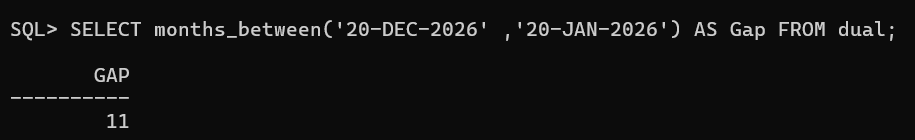 SQL> SELECT months_between('20-DEC-2026' ,'20-JAN-2026') AS Gap FROM dual;
GAP
----------
11